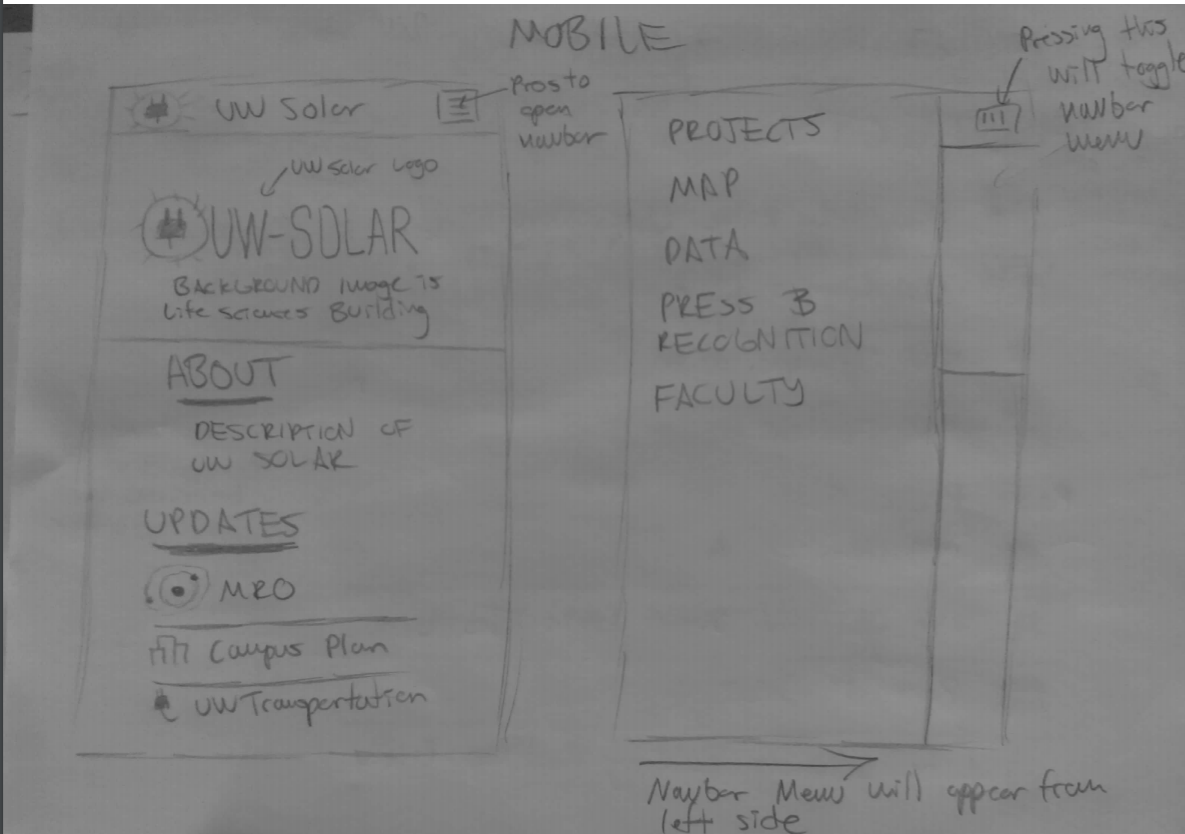 MOBILE
UW Solar
Press to
open
navbar
UW Solar Logo
UW-SOLAR
BACKGROUND Image is
Life Sciences Building
ABOUT
DESCRIPTION OF
UW SOLAR
UPDATES
MRO
Campus Plan
UW Transportation
Pressing this
will toggle
navbar
menu
PROJECTS
MAP
DATA
PRESS &
RECOGNITION
FACULTY
Navbar Menu will appear from
left side